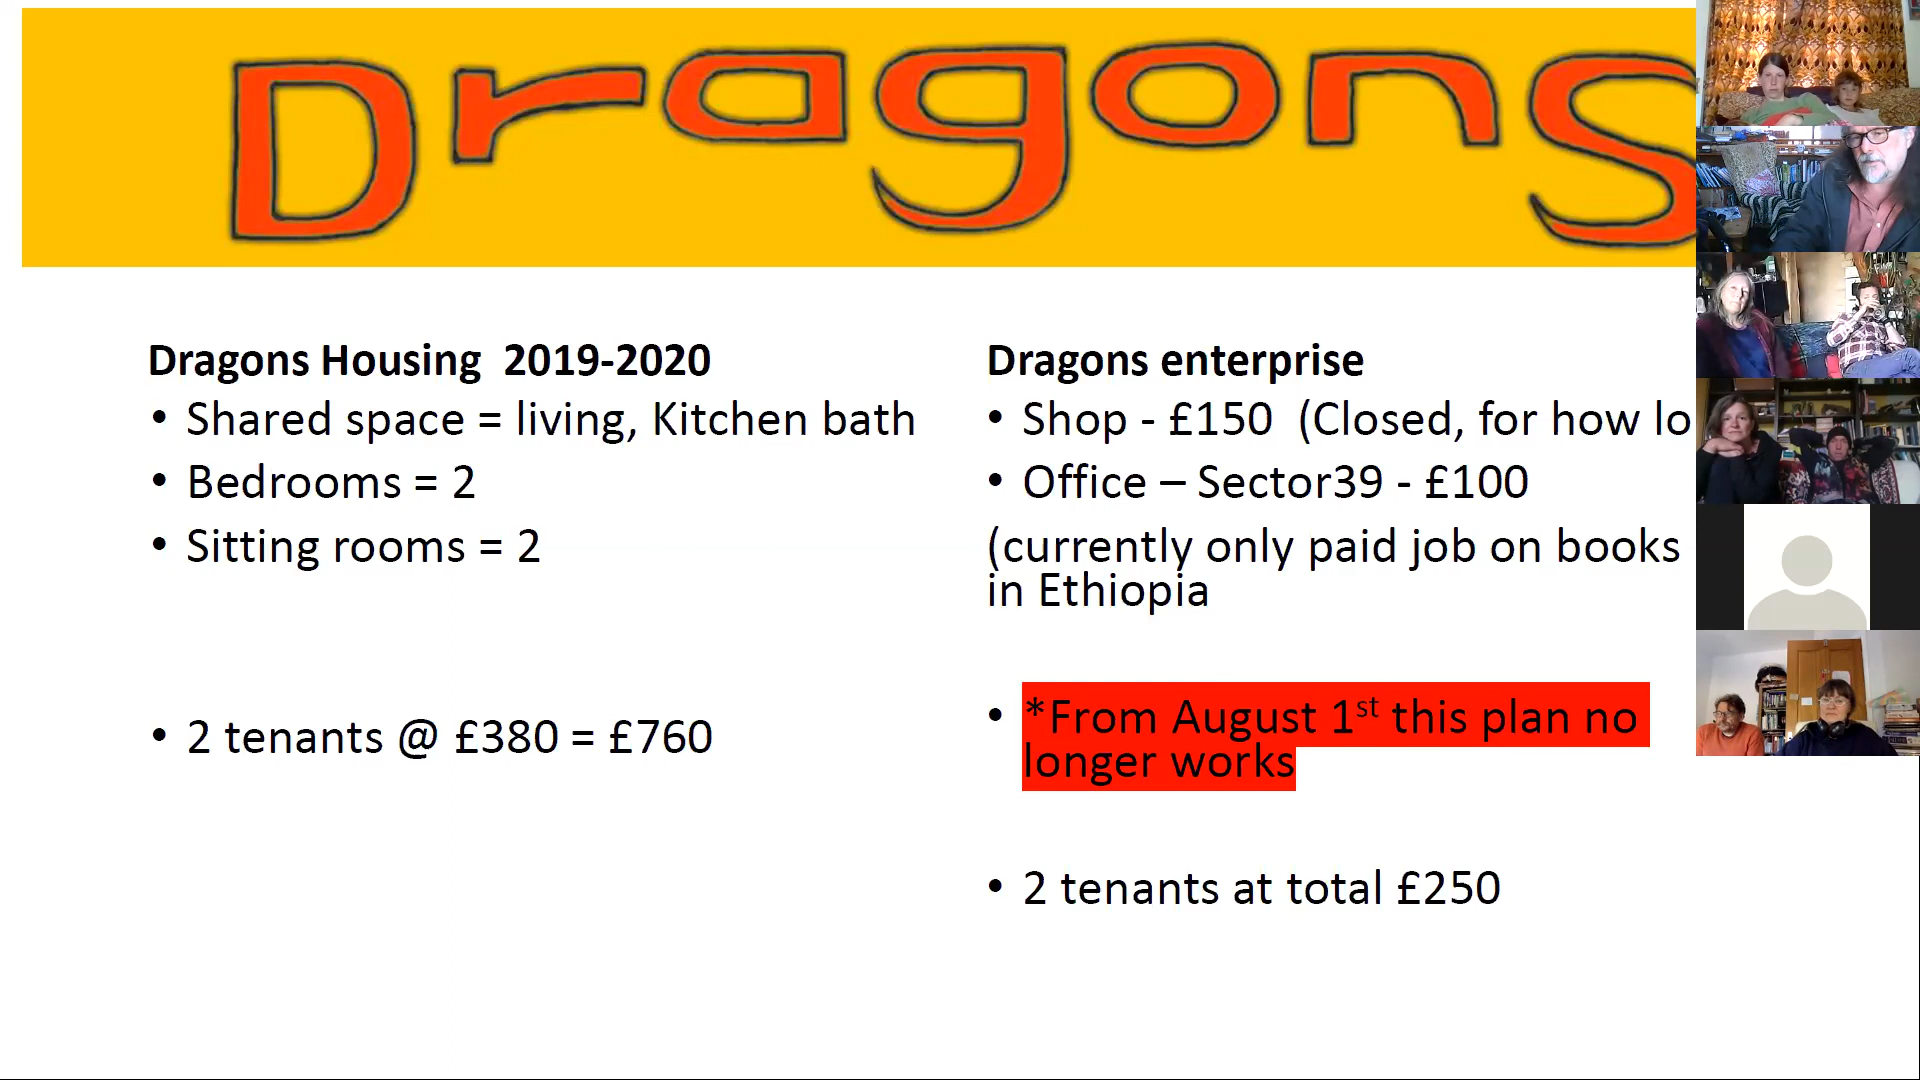 Dragons
Dragons Housing 2019-2020
• Shared space = living, Kitchen bath
• Bedrooms = 2
• Sitting rooms = 2
• 2 tenants @ £380 = £760
Dragons enterprise
• Shop - £150 (Closed, for how lo
• Office – Sector39 - £100
(currently only paid job on books
in Ethiopia
• *From August 1st this plan no
longer works
• 2 tenants at total £250